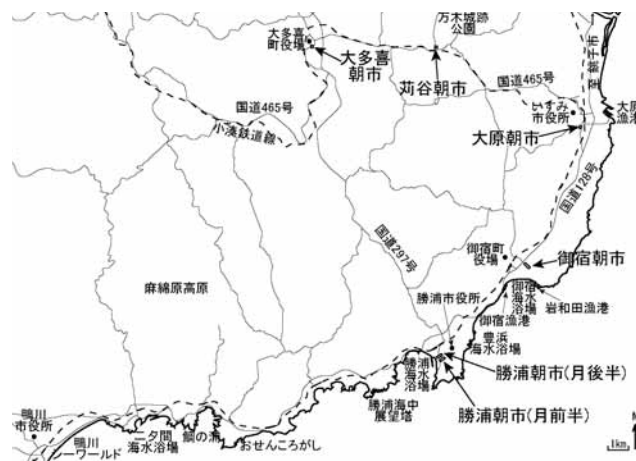 万木城跡
公園
大多喜
町役場
大多喜
朝市
苅谷朝市
国道465号
国道465号
小湊鉄道線
至 銚子市
いすみ
市役所
大原
漁港
大原朝市
国道128号
国道297号
御宿町
役場
御宿朝市
麻綿原高原
御宿
海水
浴場
岩和田漁港
御宿漁港
勝浦市役所
豊浜
海水浴場
勝浦
海水
浴場
勝浦朝市(月後半)
勝浦海中
展望塔
勝浦朝市(月前半)
鴨川
市役所
鴨川
シーワールド
二タ間
海水浴場
鯛の浦
おせんころがし
N
1km